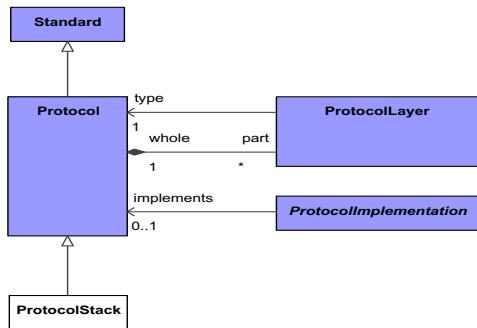 Standard
Protocol
type
1
ProtocolLayer
whole
part
1
*
implements
0..1
ProtocolImplementation
ProtocolStack